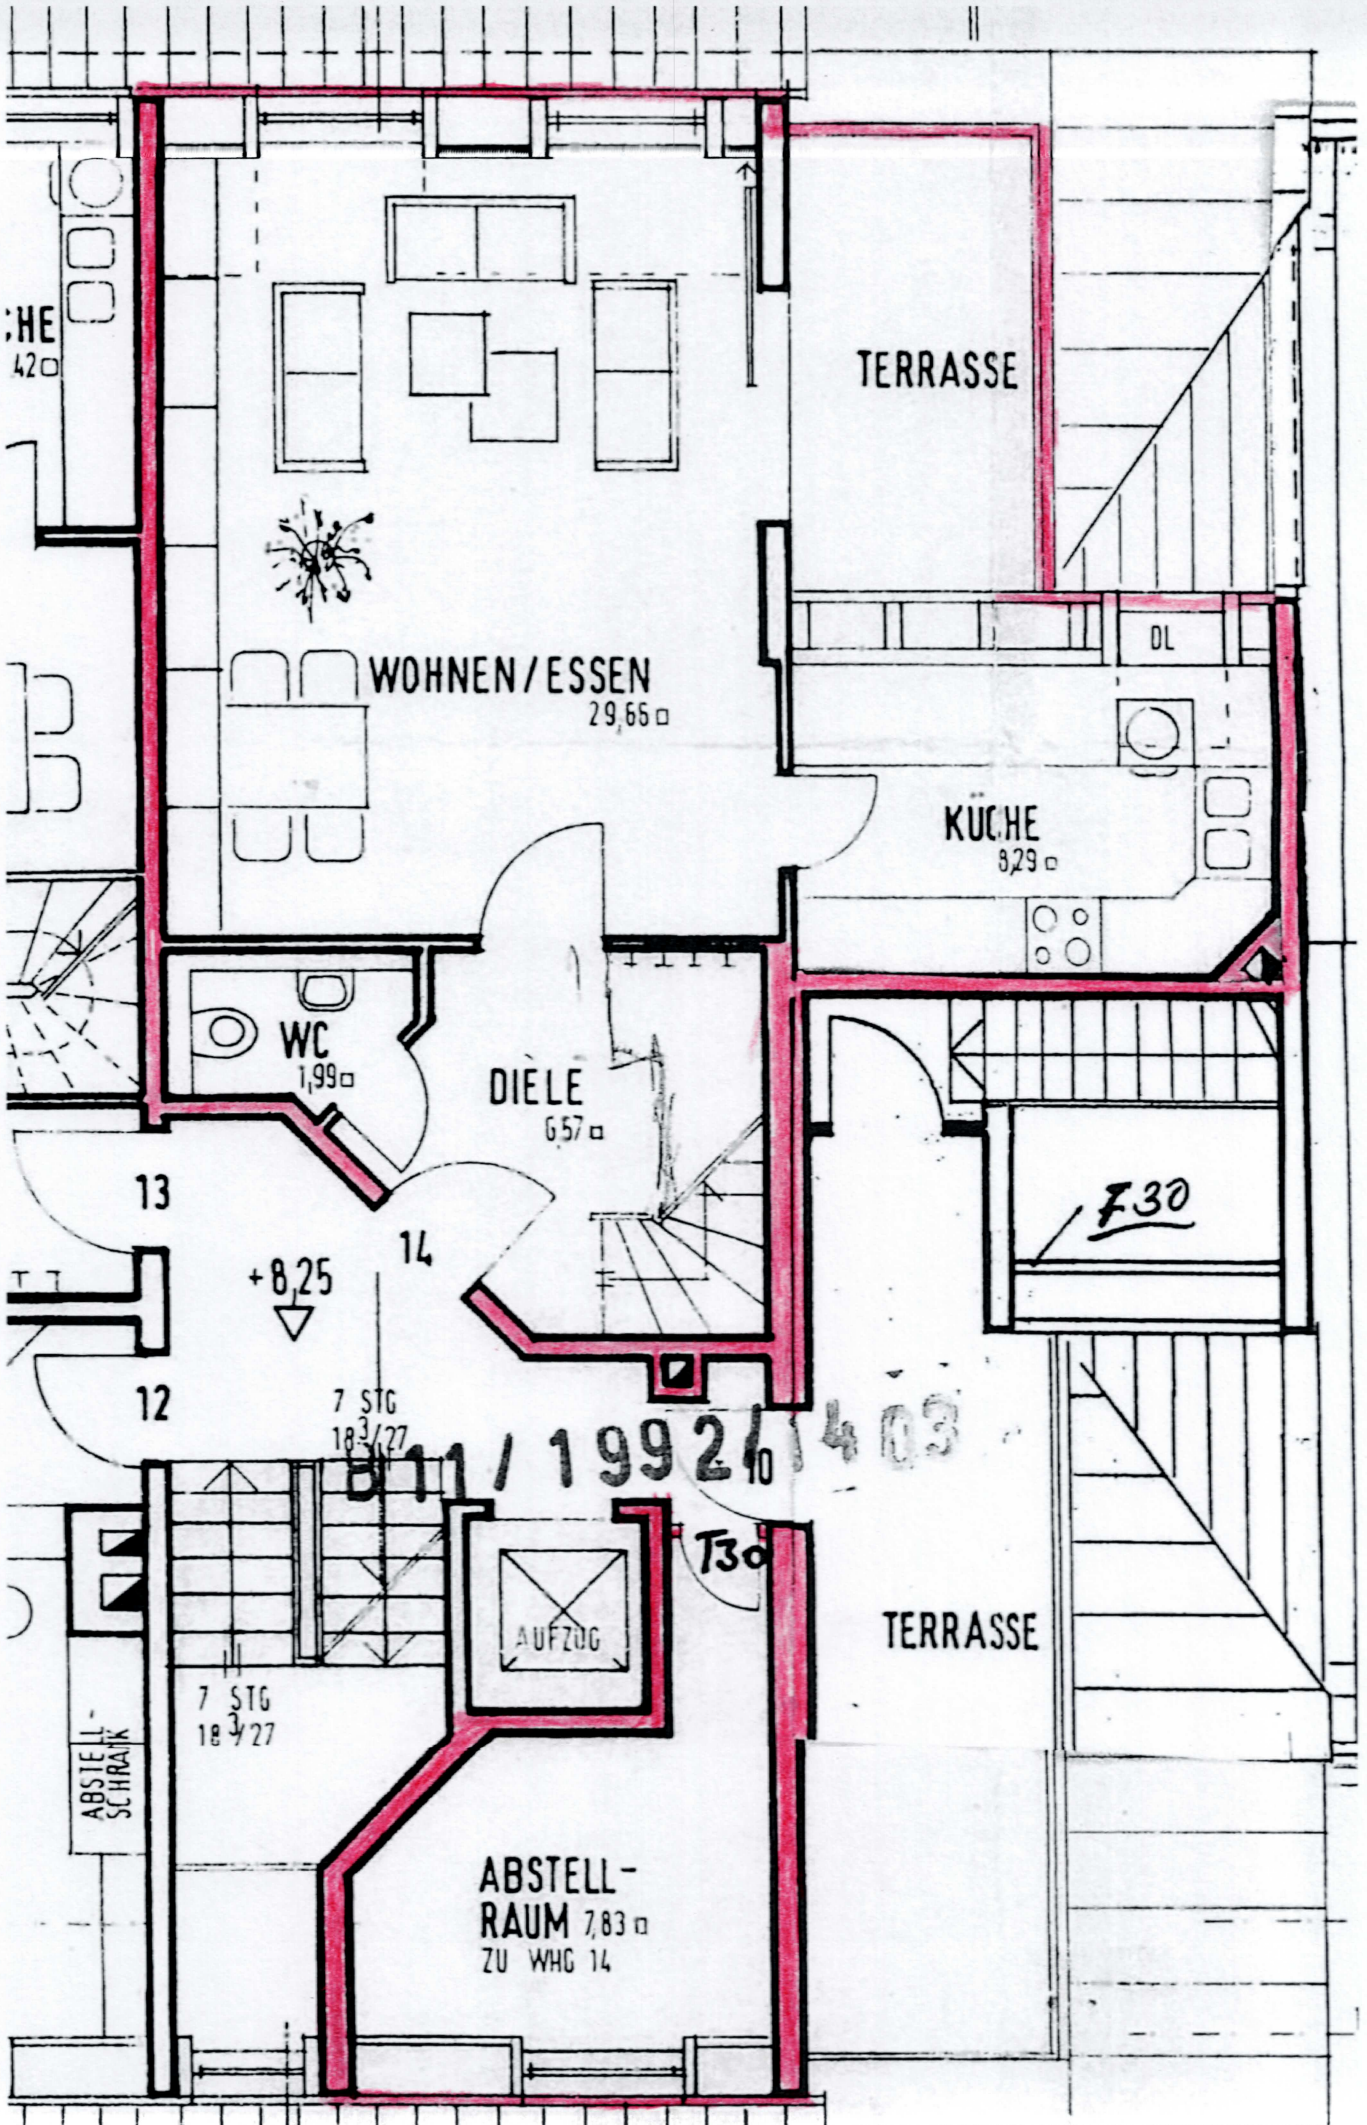 CHE
42□
TERRASSE
DL
WOHNEN/ESSEN
29,66□
KÜCHE
8,29□
WC
1,99□
DIELE
6,57□
13
14
+8,25
F30
12
7 STG
18 3/27
B 11 / 1992 / 1403
10
T30
AUFZUG
TERRASSE
7 STG
18 3/27
ABSTELL-
SCHRANK
ABSTELL-
RAUM 7,83□
ZU WHG 14